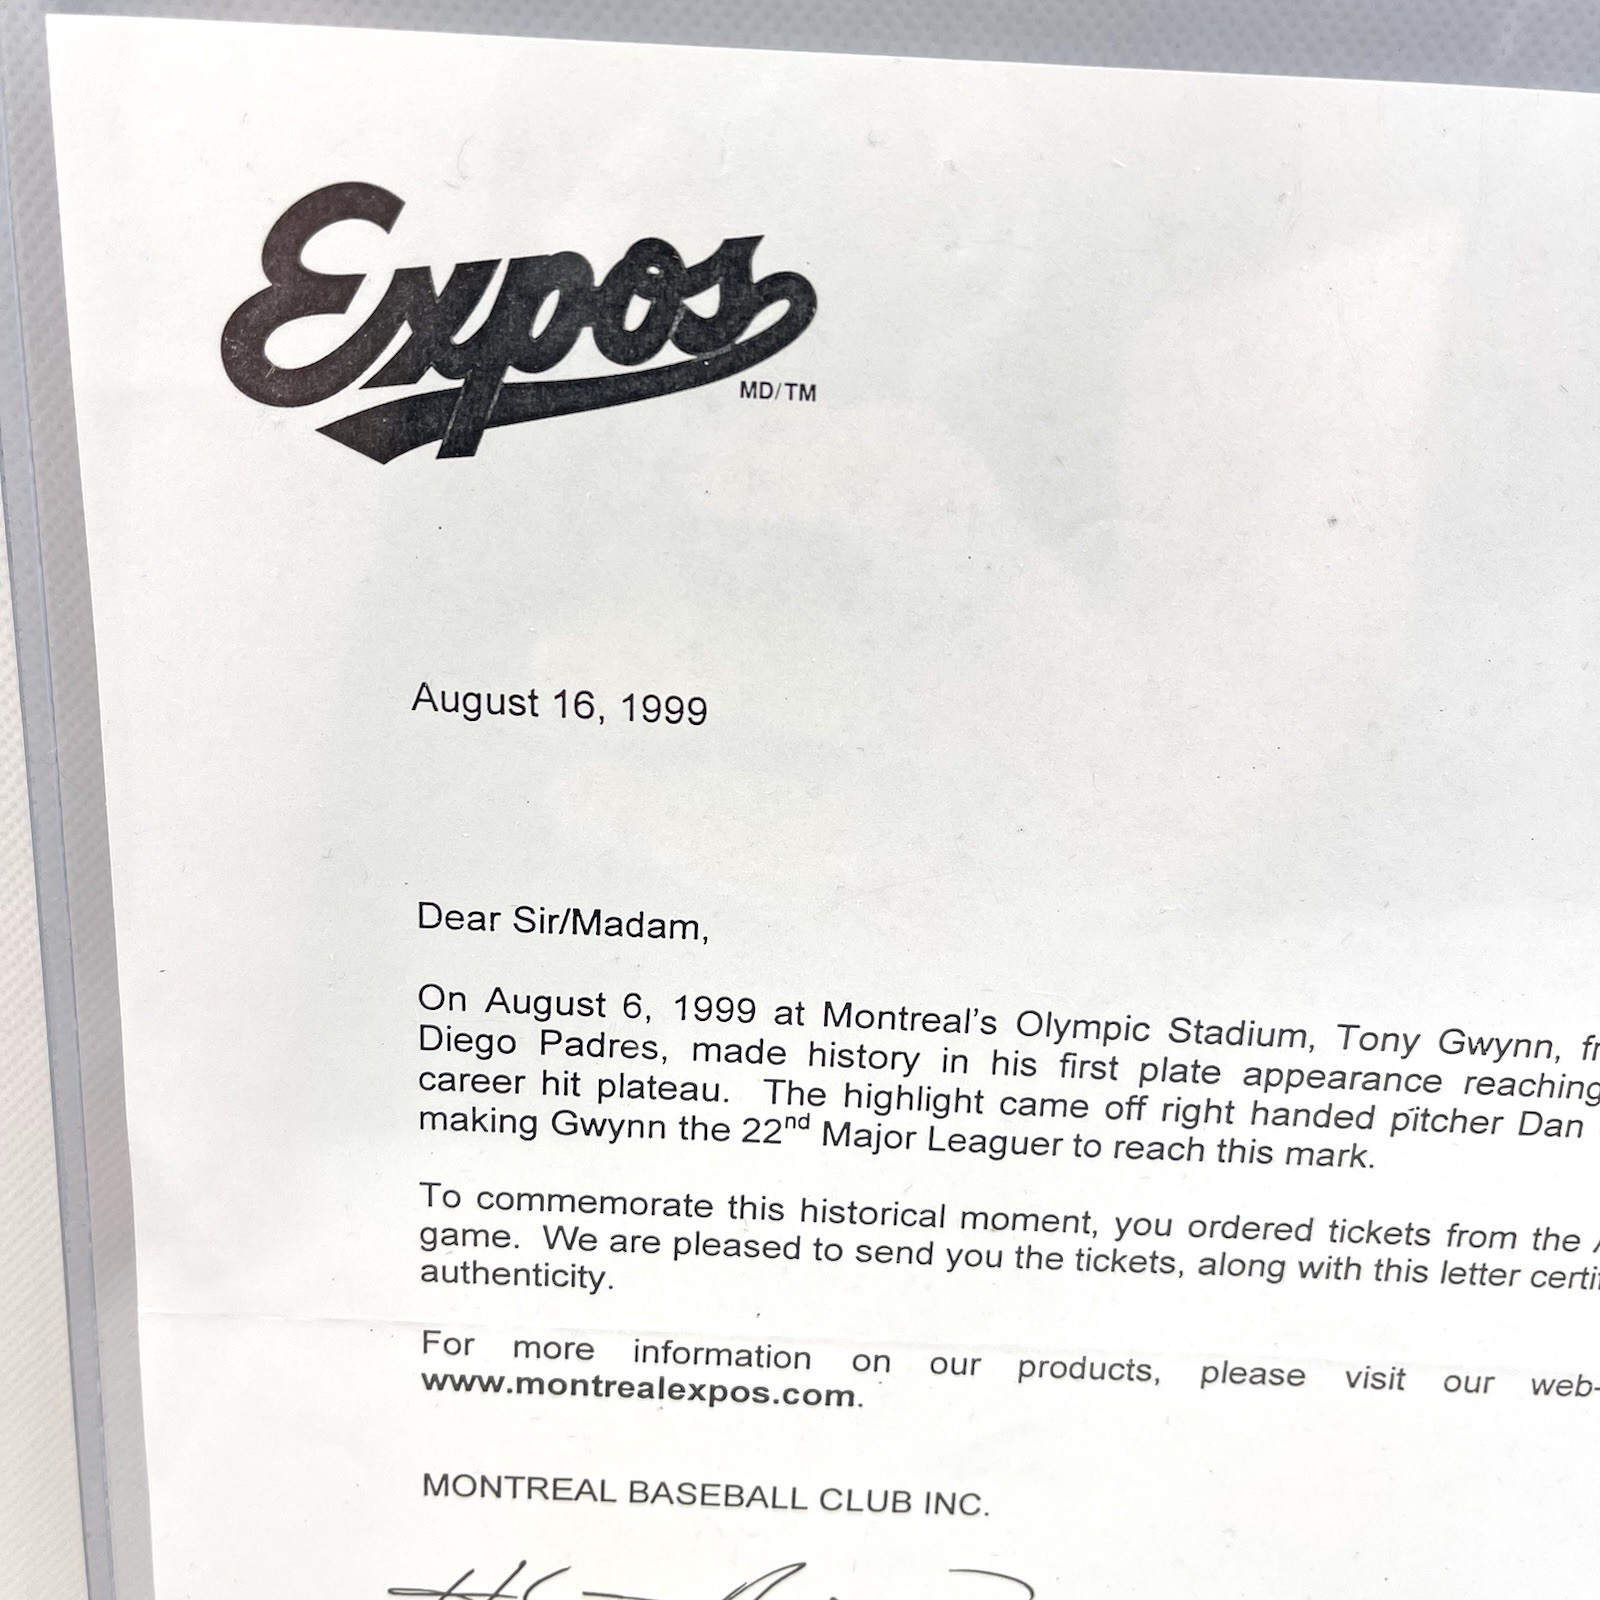 Expos
MD/TM
August 16, 1999
Dear Sir/Madam,
On August 6, 1999 at Montreal's Olympic Stadium, Tony Gwynn,
Diego Padres, made history in his first plate appearance reaching
career hit plateau. The highlight came off right handed pitcher Dan
making Gwynn the 22nd Major Leaguer to reach this mark.
To commemorate this historical moment, you ordered tickets from the
game. We are pleased to send you the tickets, along with this letter
authenticity.
For more information on our products, please visit our web-
www.montrealexpos.com.
MONTREAL BASEBALL CLUB INC.